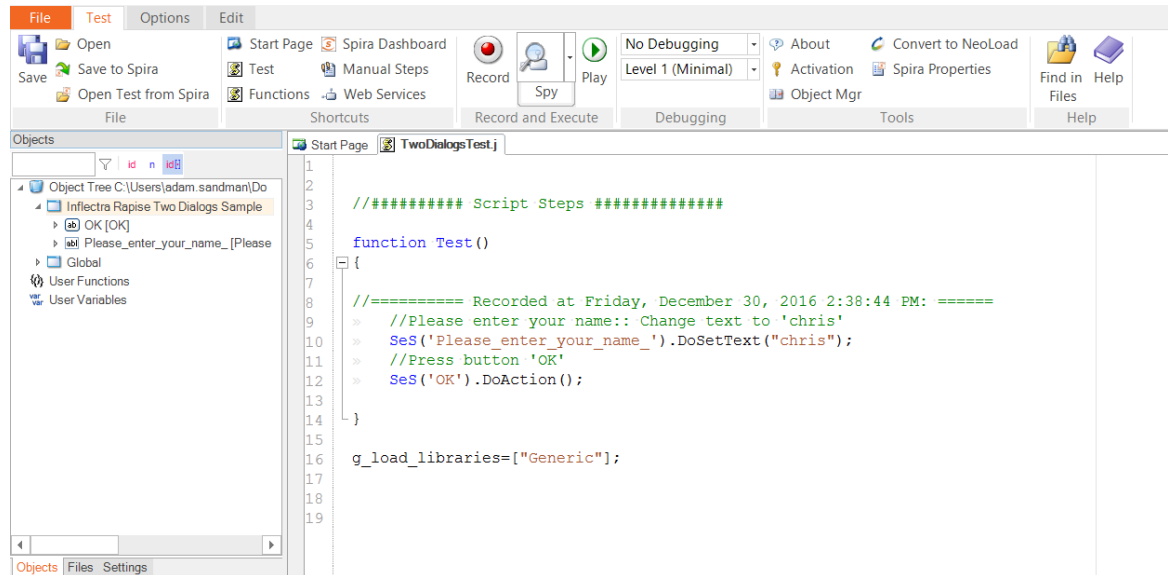 File Test Options Edit
Open Start Page Spira Dashboard No Debugging About Convert to NeoLoad
Save to Spira Test Manual Steps Level 1 (Minimal) Activation Spira Properties
Save Record Spy Play Find in Files Help
Open Test from Spira Functions Web Services Object Mgr
File Shortcuts Record and Execute Debugging Tools Help
Objects
Start Page TwoDialogsTest.j
id n id
Object Tree C:\Users\adam.sandman\Do
Inflectra Rapise Two Dialogs Sample
OK [OK]
Please_enter_your_name_ [Please
Global
User Functions
var User Variables
1
2
3 //########## Script Steps ##############
4
5 function Test()
6 {
7
8 //========== Recorded at Friday, December 30, 2016 2:38:44 PM: ======
9 //Please enter your name:: Change text to 'chris'
10 SeS('Please_enter_your_name_').DoSetText("chris");
11 //Press button 'OK'
12 SeS('OK').DoAction();
13
14 }
15
16 g_load_libraries=["Generic"];
17
18
19
Objects Files Settings